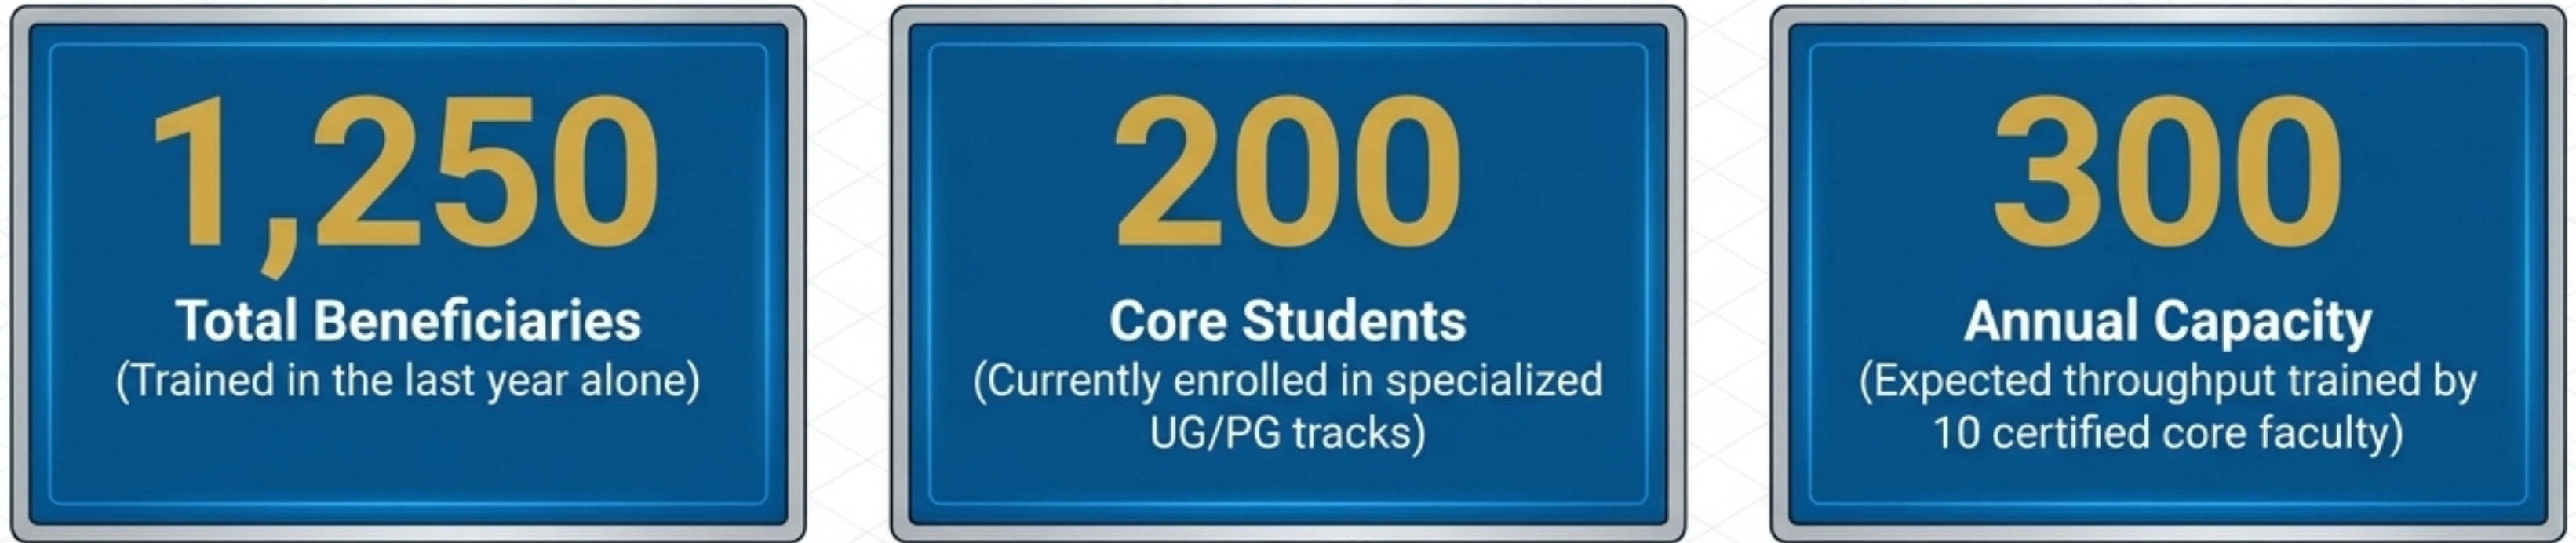 1,250
Total Beneficiaries
(Trained in the last year alone)
200
Core Students
(Currently enrolled in specialized
UG/PG tracks)
300
Annual Capacity
(Expected throughput trained by
10 certified core faculty)